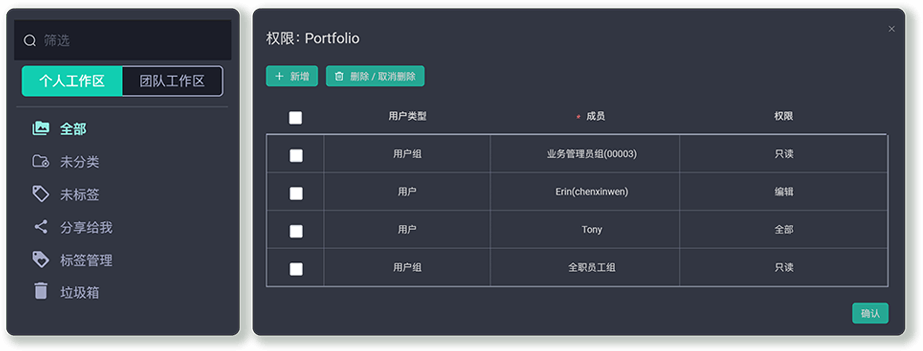 筛选
个人工作区 团队工作区
全部
未分类
未标签
分享给我
标签管理
垃圾箱
权限：Portfolio
新增 删除 / 取消删除
用户类型 * 成员 权限
用户组 业务管理员组(00003) 只读
用户 Erin(chenxinwen) 编辑
用户 Tony 全部
用户组 全职员工组 只读
确认